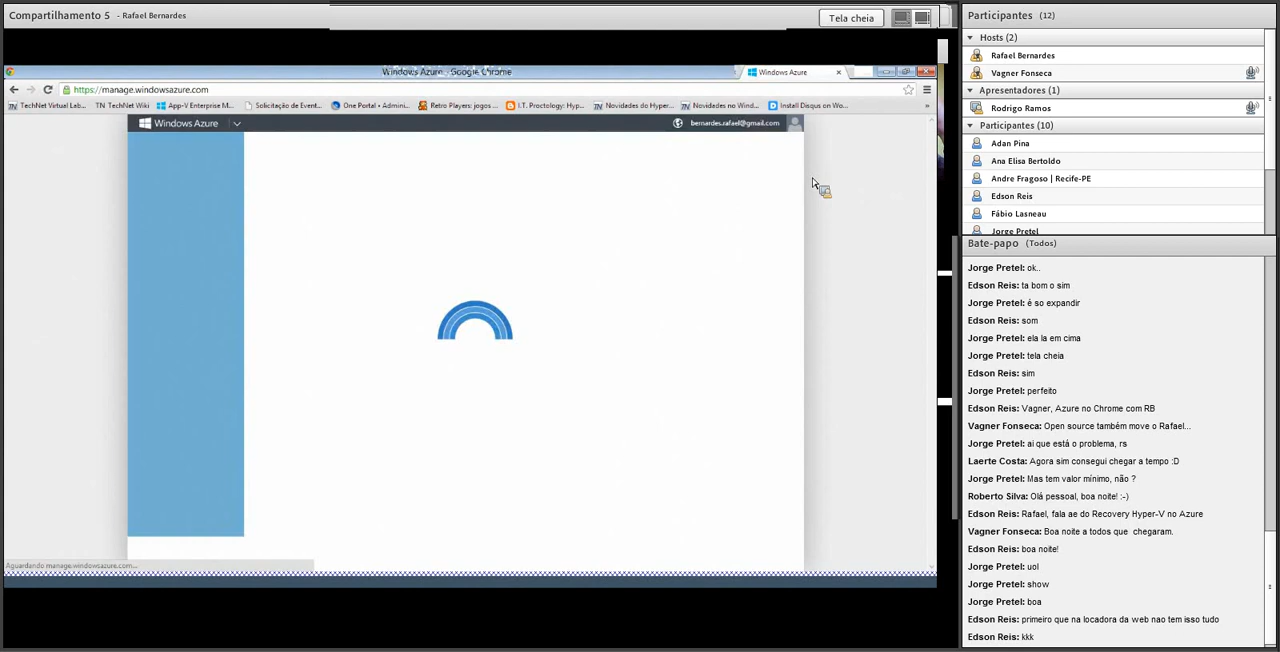 Compartilhamento 5 - Rafael Bernardes
Tela cheia
Windows Azure - Google Chrome
Windows Azure
https://manage.windowsazure.com
TechNet Virtual Lab...
TechNet Wiki
App-V Enterprise M...
Solicitação de Event...
One Portal • Admini...
Retro Players: jogos ...
I.T. Proctology: Hyp...
Novidades do Hyper...
Novidades no Wind...
Install Disqus on Wo...
Windows Azure
bernardes.rafael@gmail.com
Aguardando manage.windowsazure.com...
Participantes (12)
Hosts (2)
Rafael Bernardes
Vagner Fonseca
Apresentadores (1)
Rodrigo Ramos
Participantes (10)
Adan Pina
Ana Elisa Bertoldo
Andre Fragoso | Recife-PE
Edson Reis
Fábio Lasneau
Jorge Pretel
Bate-papo (Todos)
Jorge Pretel: ok..
Edson Reis: ta bom o sim
Jorge Pretel: é so expandir
Edson Reis: som
Jorge Pretel: ela la em cima
Jorge Pretel: tela cheia
Edson Reis: sim
Jorge Pretel: perfeito
Edson Reis: Vagner, Azure no Chrome com RB
Vagner Fonseca: Open source também move o Rafael...
Jorge Pretel: ai que está o problema, rs
Laerte Costa: Agora sim consegui chegar a tempo :D
Jorge Pretel: Mas tem valor mínimo, não ?
Roberto Silva: Olá pessoal, boa noite! :-)
Edson Reis: Rafael, fala ae do Recovery Hyper-V no Azure
Vagner Fonseca: Boa noite a todos que chegaram.
Edson Reis: boa noite!
Jorge Pretel: uol
Jorge Pretel: show
Jorge Pretel: boa
Edson Reis: primeiro que na locadora da web nao tem isso tudo
Edson Reis: kkk